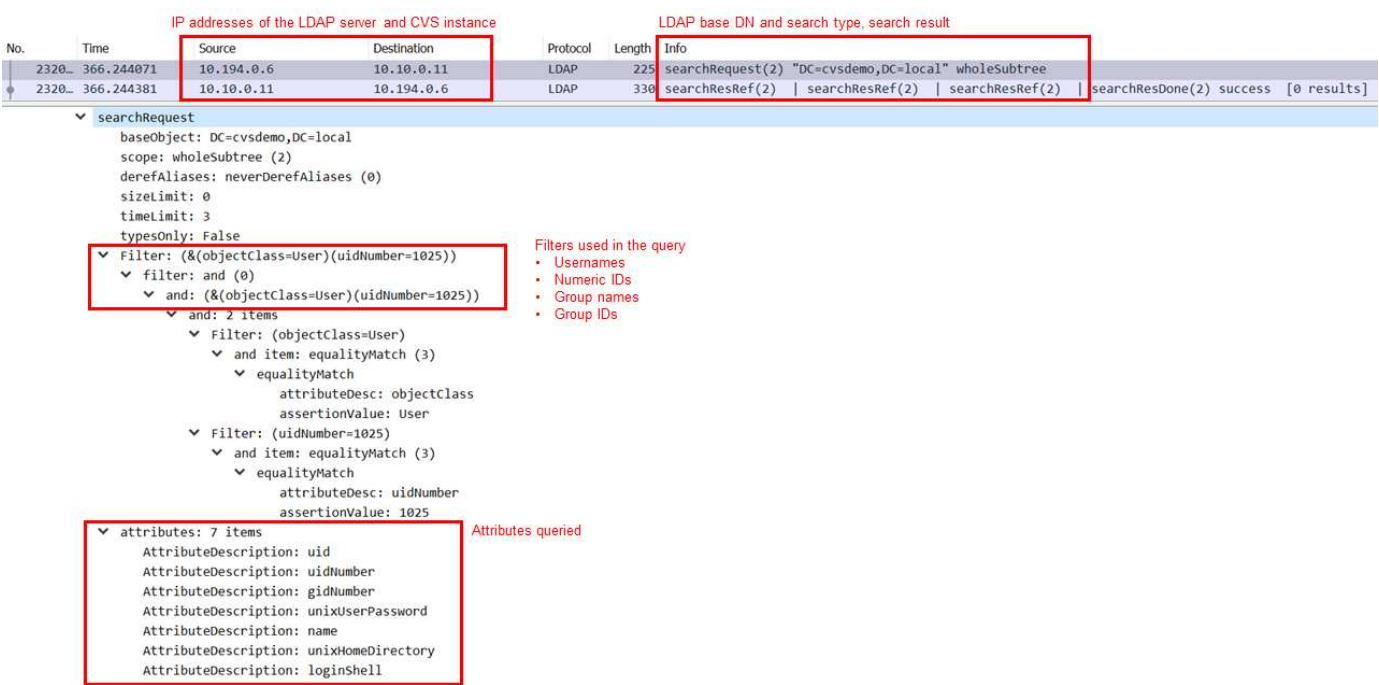 IP addresses of the LDAP server and CVS instance
LDAP base DN and search type, search result
No. Time Source Destination Protocol Length Info
2320… 366.244071 10.194.0.6 10.10.0.11 LDAP 225 searchRequest(2) "DC=cvsdemo,DC=local" wholeSubtree
2320… 366.244381 10.10.0.11 10.194.0.6 LDAP 330 searchResRef(2) | searchResRef(2) | searchResRef(2) | searchResDone(2) success [0 results]
searchRequest
baseObject: DC=cvsdemo,DC=local
scope: wholeSubtree (2)
derefAliases: neverDerefAliases (0)
sizeLimit: 0
timeLimit: 3
typesOnly: False
Filter: (&(objectClass=User)(uidNumber=1025))
filter: and (0)
and: (&(objectClass=User)(uidNumber=1025))
Filters used in the query
• Usernames
• Numeric IDs
• Group names
• Group IDs
and: 2 items
Filter: (objectClass=User)
and item: equalityMatch (3)
equalityMatch
attributeDesc: objectClass
assertionValue: User
Filter: (uidNumber=1025)
and item: equalityMatch (3)
equalityMatch
attributeDesc: uidNumber
assertionValue: 1025
attributes: 7 items
Attributes queried
AttributeDescription: uid
AttributeDescription: uidNumber
AttributeDescription: gidNumber
AttributeDescription: unixUserPassword
AttributeDescription: name
AttributeDescription: unixHomeDirectory
AttributeDescription: loginShell